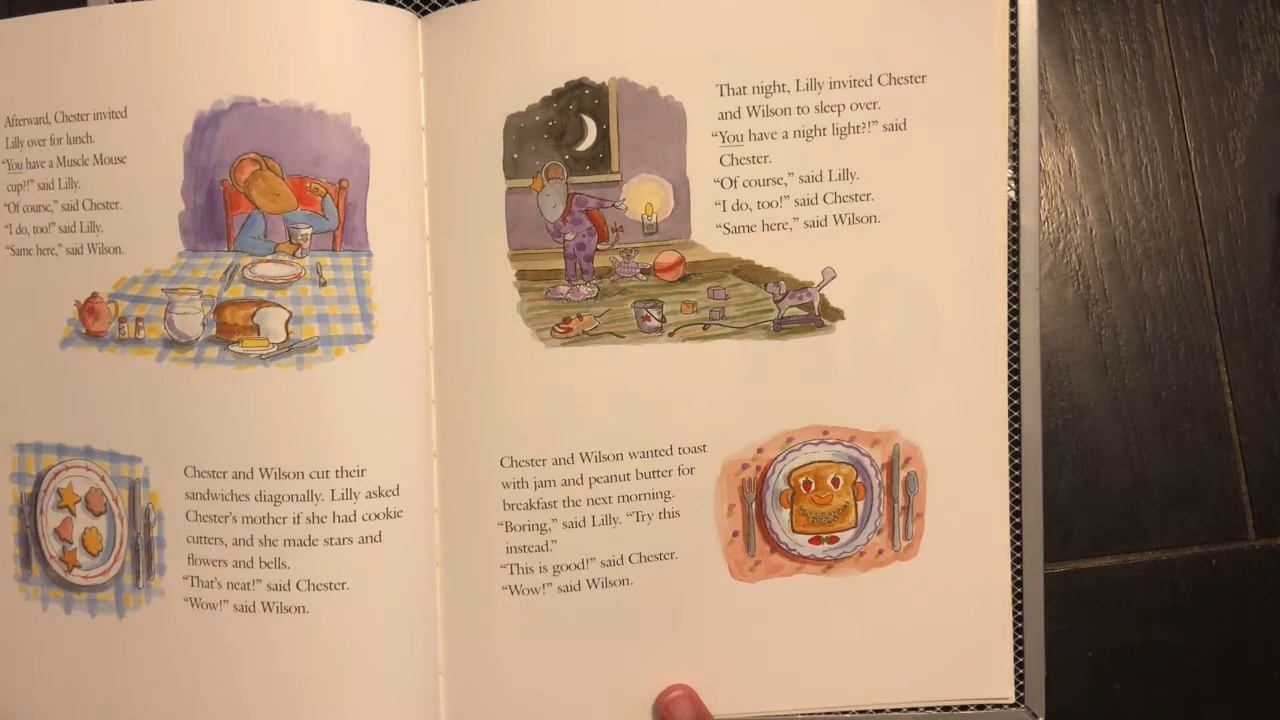 Afterward, Chester invited
Lilly over for lunch.
“You have a Muscle Mouse
cup?!” said Lilly.
“Of course,” said Chester.
“I do, too!” said Lilly.
“Same here,” said Wilson.
Chester and Wilson cut their
sandwiches diagonally. Lilly asked
Chester’s mother if she had cookie
cutters, and she made stars and
flowers and bells.
“That’s neat!” said Chester.
“Wow!” said Wilson.
That night, Lilly invited Chester
and Wilson to sleep over.
“You have a night light?!” said
Chester.
“Of course,” said Lilly.
“I do, too!” said Chester.
“Same here,” said Wilson.
Chester and Wilson wanted toast
with jam and peanut butter for
breakfast the next morning.
“Boring,” said Lilly. “Try this
instead.”
“This is good!” said Chester.
“Wow!” said Wilson.